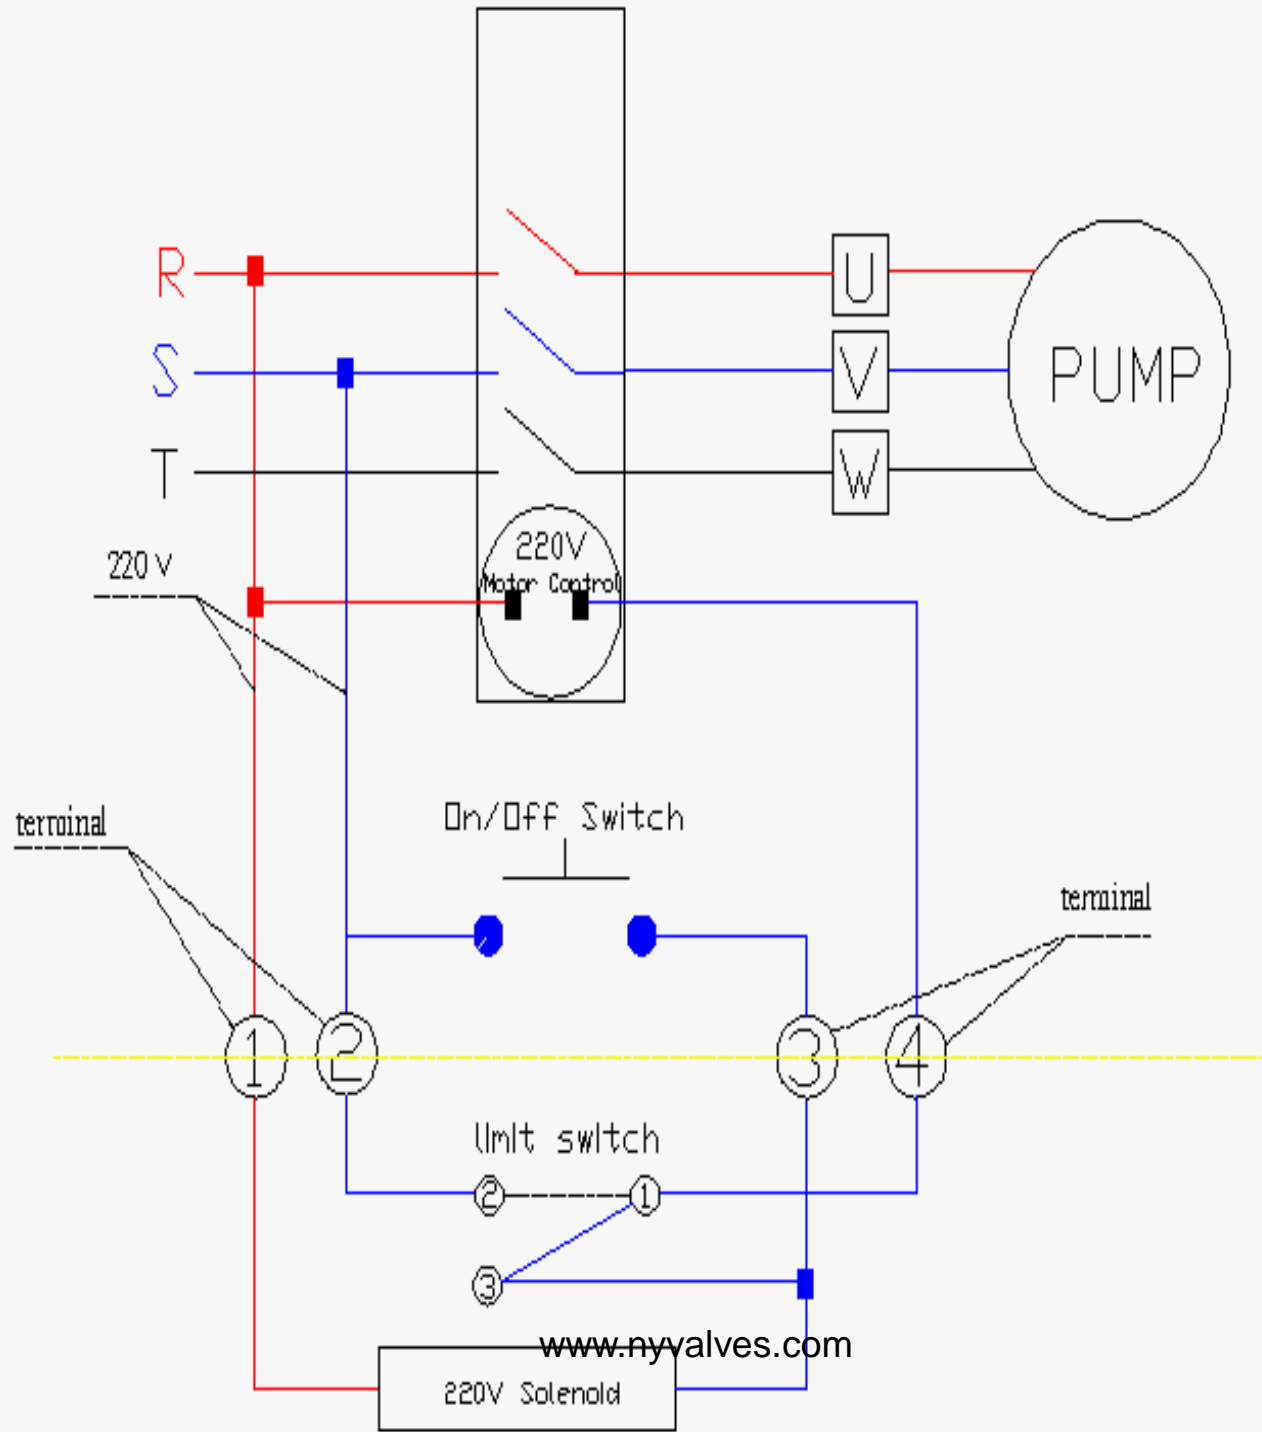 R
U
S
V
PUMP
T
W
220V
Motor Control
220 V
On/Off Switch
terminal
terminal
1
2
3
4
limit switch
2
1
3
www.nyvalves.com
220V Solenoid